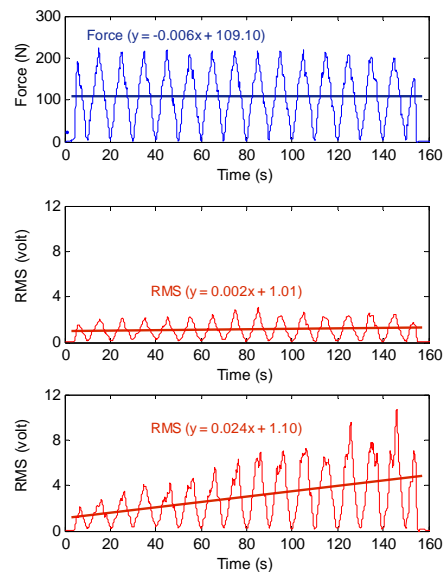 300
200
100
0
Force (N)
Force (y = -0.006x + 109.10)
0 20 40 60 80 100 120 140 160
Time (s)
12
8
4
0
RMS (volt)
RMS (y = 0.002x + 1.01)
0 20 40 60 80 100 120 140 160
Time (s)
12
8
4
0
RMS (volt)
RMS (y = 0.024x + 1.10)
0 20 40 60 80 100 120 140 160
Time (s)